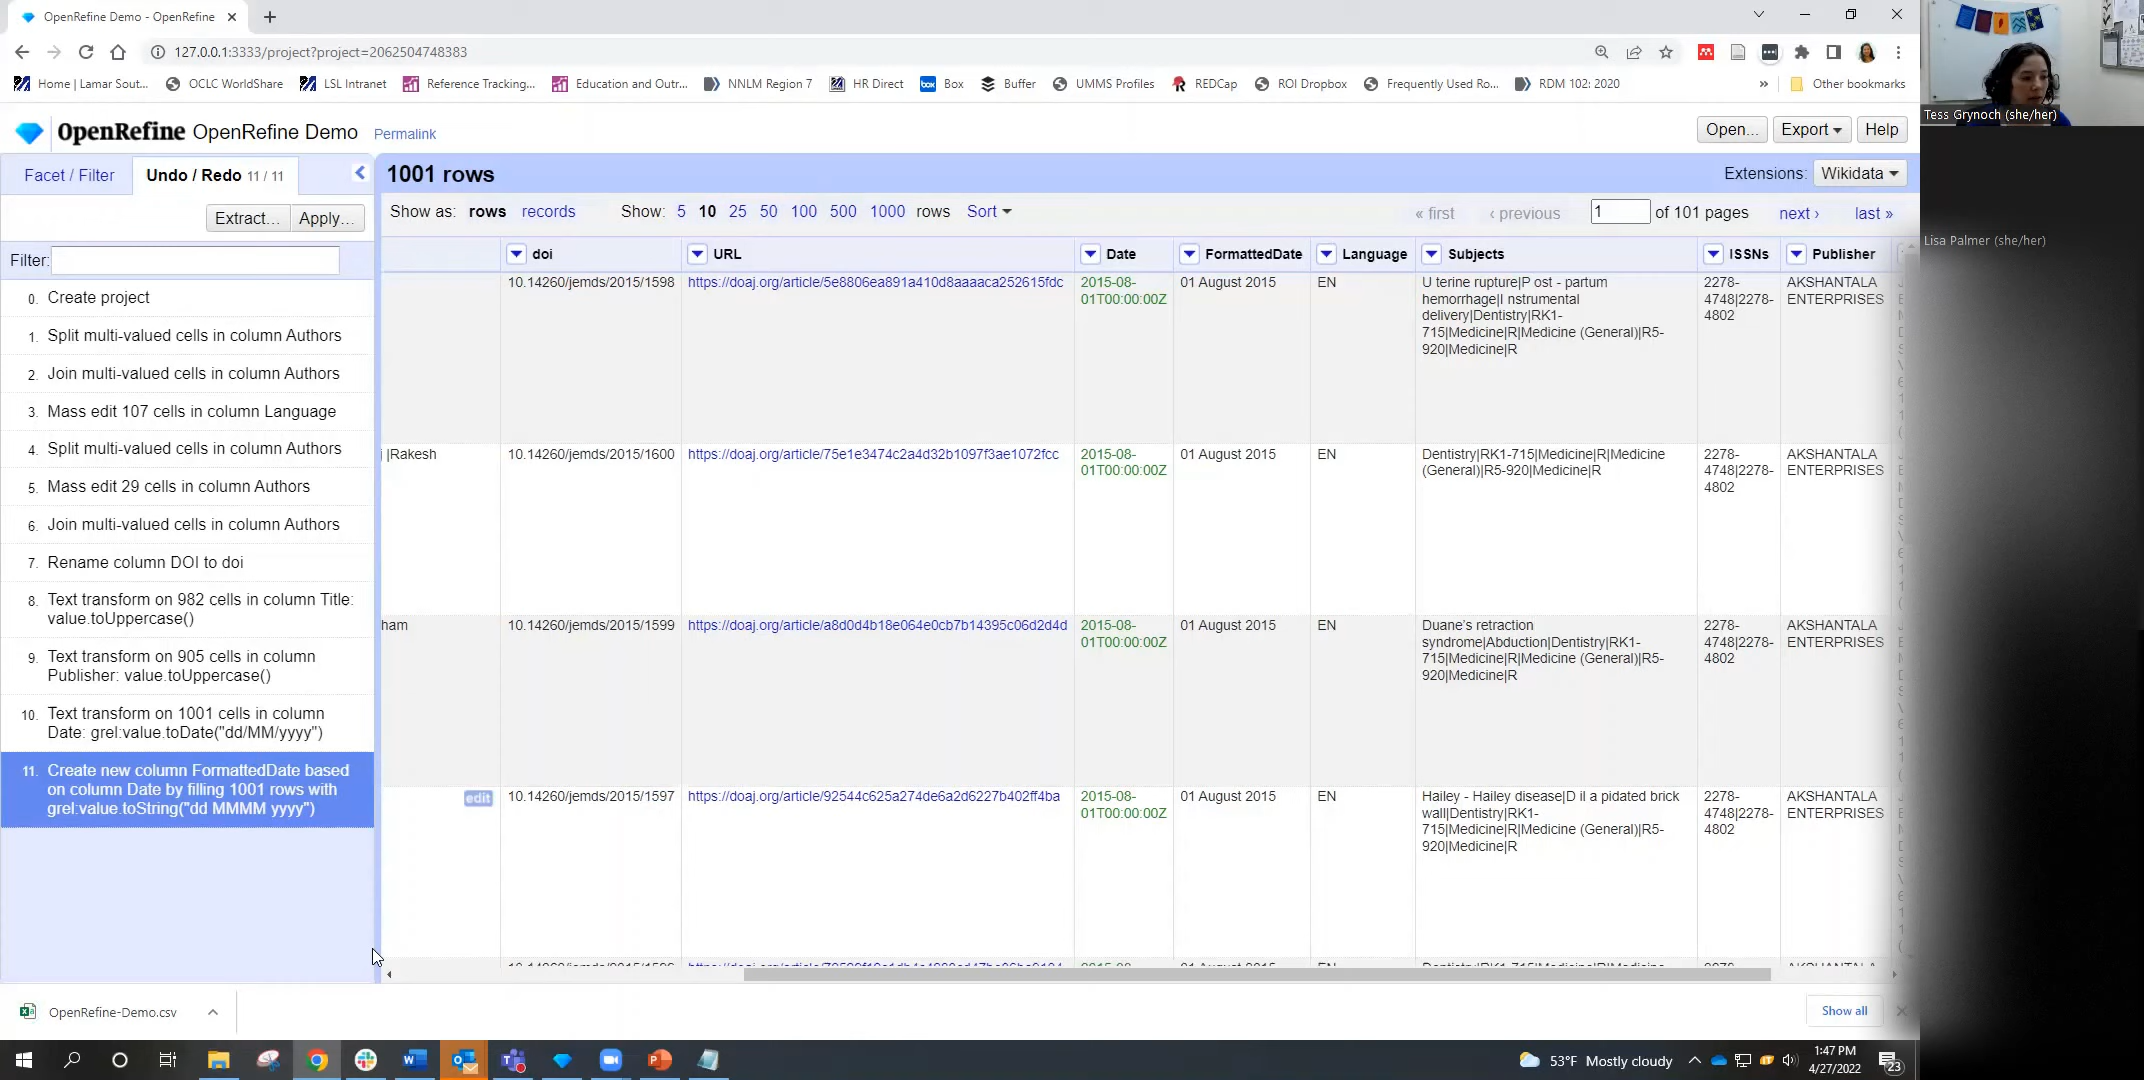 OpenRefine Demo - OpenRefine
127.0.0.1:3333/project?project=2062504748383
Home | Lamar Sout... OCLC WorldShare LSL Intranet Reference Tracking... Education and Outr... NNLM Region 7 HR Direct Box Buffer UMMS Profiles REDCap ROI Dropbox Frequently Used Ro... RDM 102: 2020 » Other bookmarks
OpenRefine OpenRefine Demo Permalink
Open... Export Help
Facet / Filter Undo / Redo 11 / 11
Extract... Apply...
Filter:
0. Create project
1. Split multi-valued cells in column Authors
2. Join multi-valued cells in column Authors
3. Mass edit 107 cells in column Language
4. Split multi-valued cells in column Authors
5. Mass edit 29 cells in column Authors
6. Join multi-valued cells in column Authors
7. Rename column DOI to doi
8. Text transform on 982 cells in column Title:
value.toUppercase()
9. Text transform on 905 cells in column
Publisher: value.toUppercase()
10. Text transform on 1001 cells in column
Date: grel:value.toDate("dd/MM/yyyy")
11. Create new column FormattedDate based
on column Date by filling 1001 rows with
grel:value.toString("dd MMMM yyyy")
1001 rows
Extensions: Wikidata
Show as: rows records Show: 5 10 25 50 100 500 1000 rows Sort
« first ‹ previous 1 of 101 pages next › last »
doi URL Date FormattedDate Language Subjects ISSNs Publisher
10.14260/jemds/2015/1598
https://doaj.org/article/5e8806ea891a410d8aaaaca252615fdc
2015-08-
01T00:00:00Z
01 August 2015
EN
U terine rupture|P ost - partum
hemorrhage|I nstrumental
delivery|Dentistry|RK1-
715|Medicine|R|Medicine (General)|R5-
920|Medicine|R
2278-
4748|2278-
4802
AKSHANTALA
ENTERPRISES
j |Rakesh
10.14260/jemds/2015/1600
https://doaj.org/article/75e1e3474c2a4d32b1097f3ae1072fcc
2015-08-
01T00:00:00Z
01 August 2015
EN
Dentistry|RK1-715|Medicine|R|Medicine
(General)|R5-920|Medicine|R
2278-
4748|2278-
4802
AKSHANTALA
ENTERPRISES
ham
10.14260/jemds/2015/1599
https://doaj.org/article/a8d0d4b18e064e0cb7b14395c06d2d4d
2015-08-
01T00:00:00Z
01 August 2015
EN
Duane's retraction
syndrome|Abduction|Dentistry|RK1-
715|Medicine|R|Medicine (General)|R5-
920|Medicine|R
2278-
4748|2278-
4802
AKSHANTALA
ENTERPRISES
edit
10.14260/jemds/2015/1597
https://doaj.org/article/92544c625a274de6a2d6227b402ff4ba
2015-08-
01T00:00:00Z
01 August 2015
EN
Hailey - Hailey disease|D il a pidated brick
wall|Dentistry|RK1-
715|Medicine|R|Medicine (General)|R5-
920|Medicine|R
2278-
4748|2278-
4802
AKSHANTALA
ENTERPRISES
Tess Grynoch (she/her)
Lisa Palmer (she/her)
OpenRefine-Demo.csv
Show all
53°F Mostly cloudy
1:47 PM
4/27/2022
23